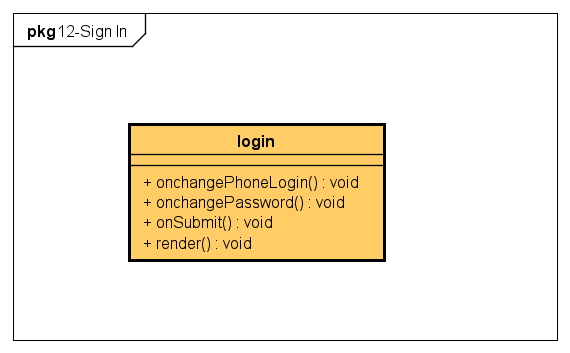 pkg 12-Sign In
login
+ onchangePhoneLogin() : void
+ onchangePassword() : void
+ onSubmit() : void
+ render() : void